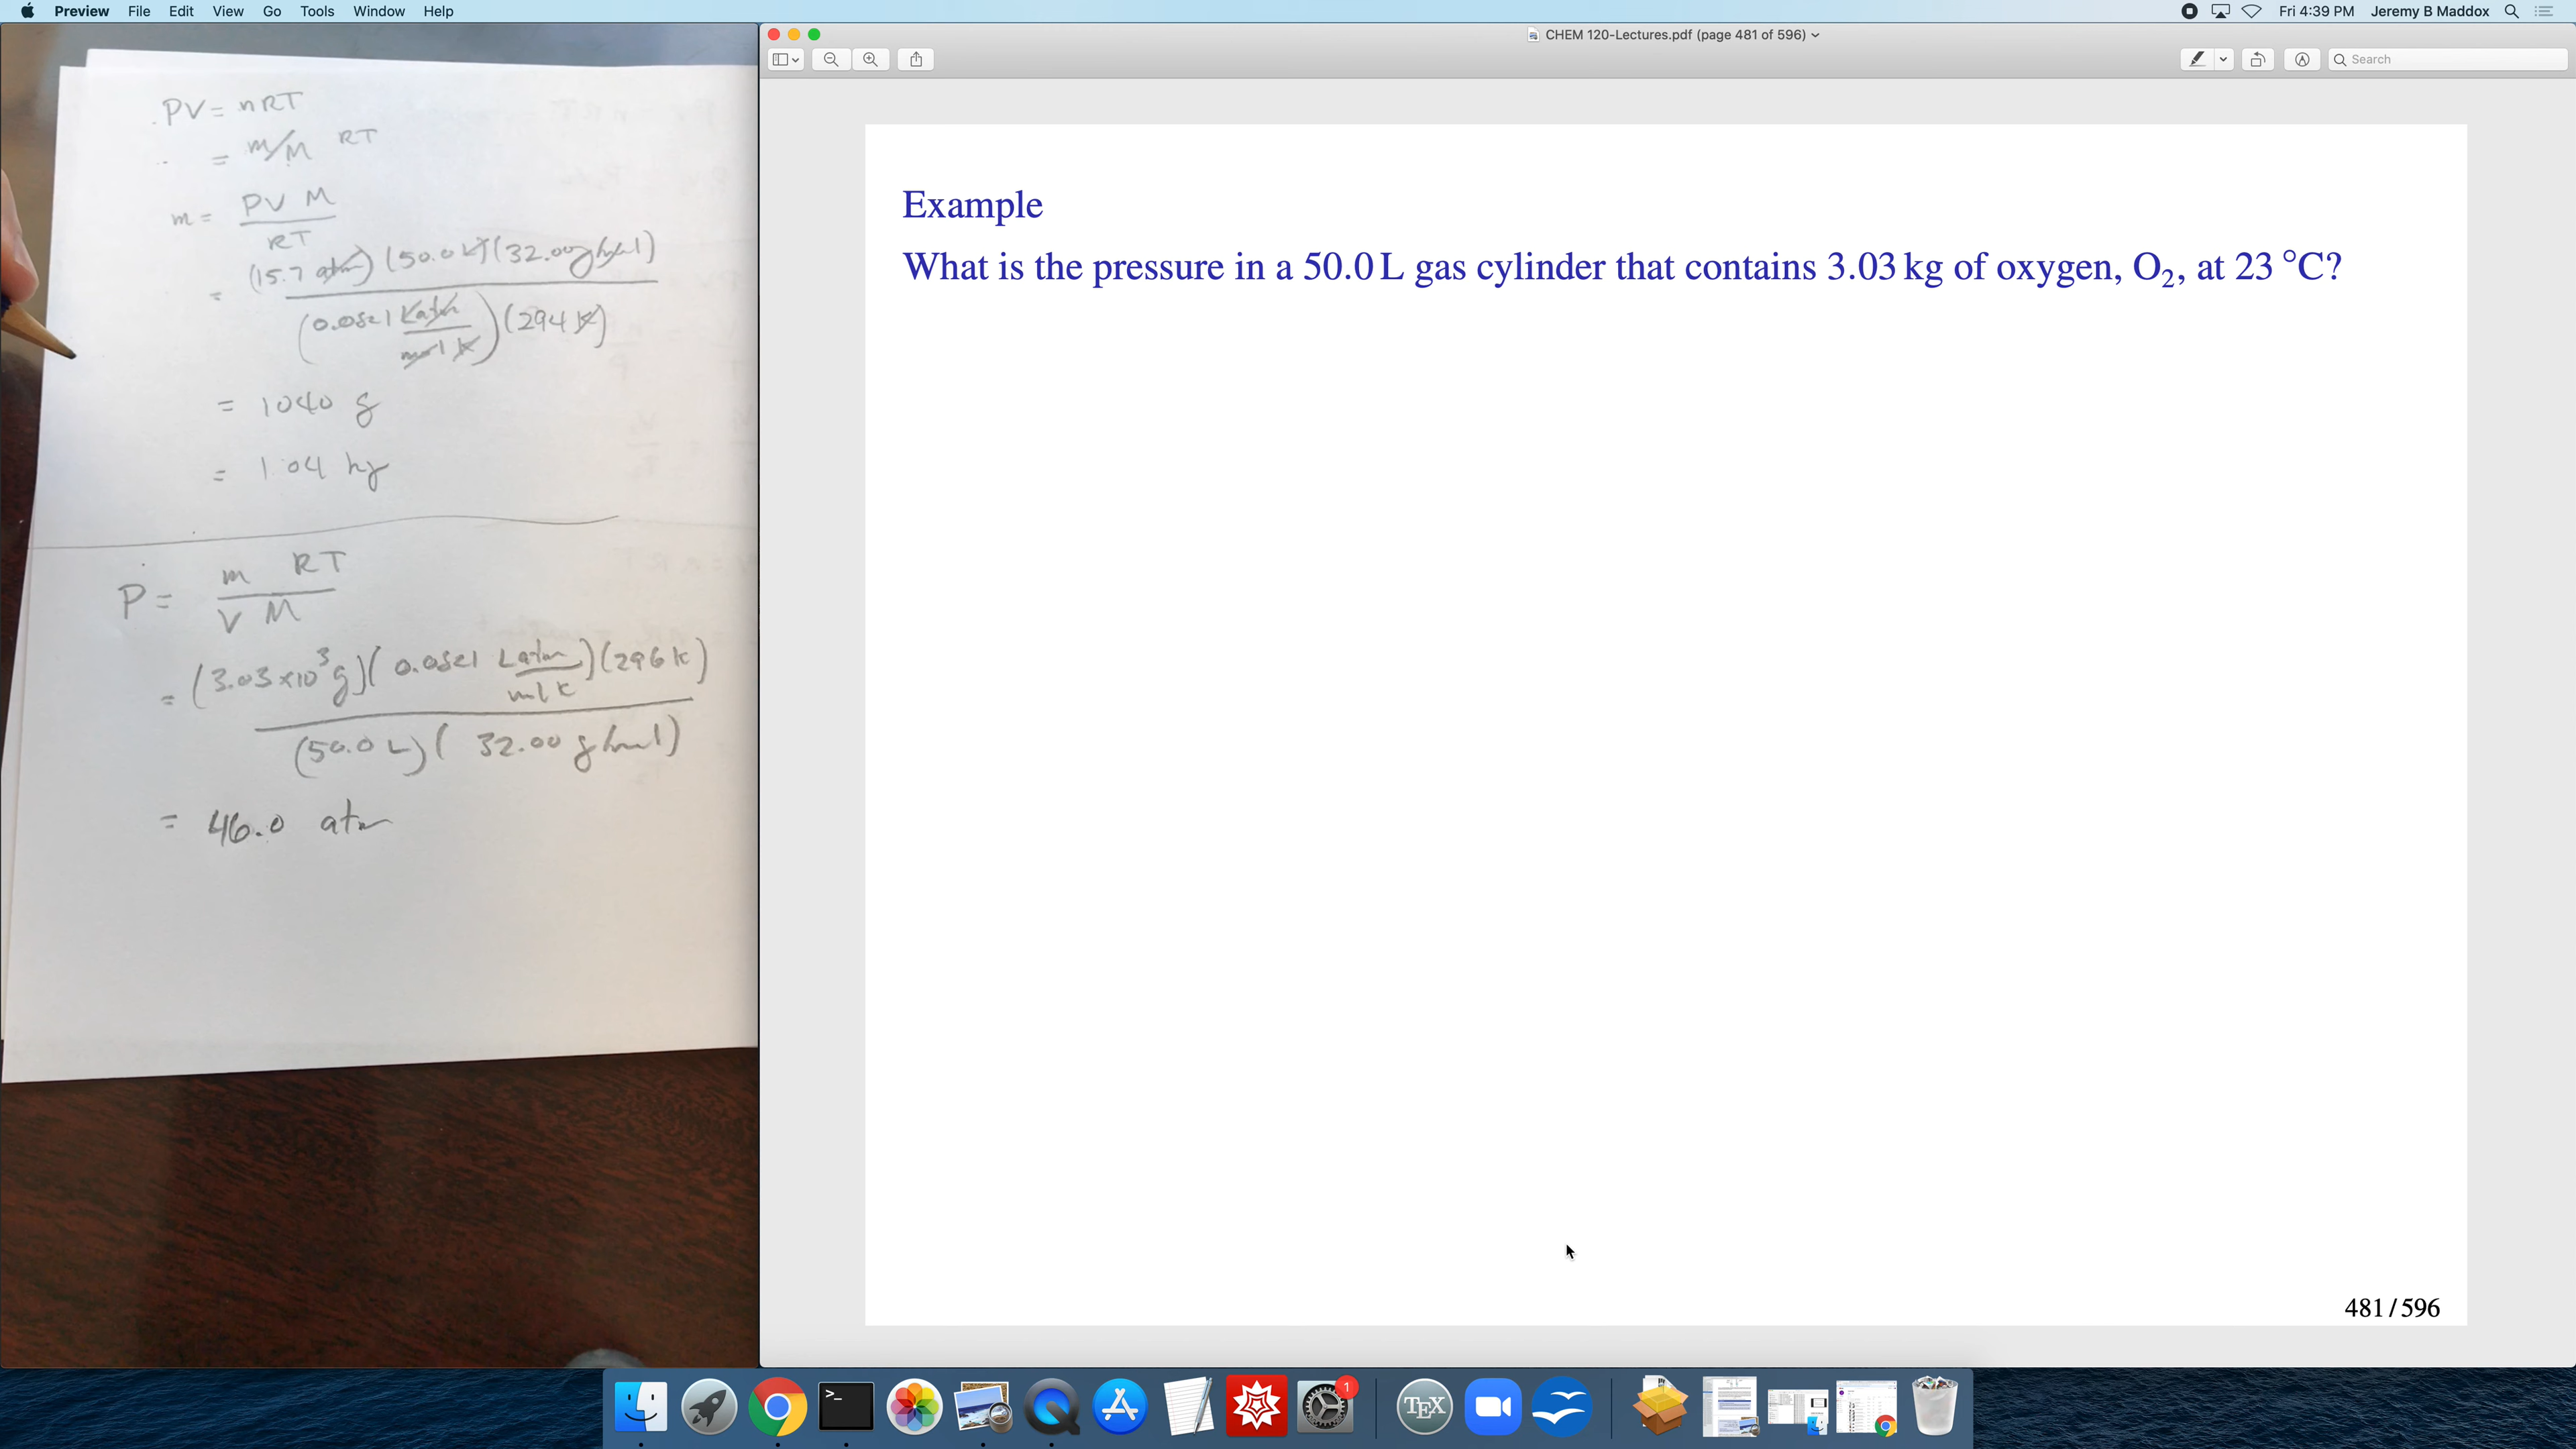 Preview File Edit View Go Tools Window Help
Fri 4:39 PM Jeremy B Maddox
CHEM 120-Lectures.pdf (page 481 of 596)
Search
PV = nRT
= m/M RT
m = PV M
RT
= (15.7 atm) (50.0 L) (32.00 g/mol)
(0.0821 L atm) (294 K)
mol K
= 1040 g
= 1.04 kg
P = m RT
V M
= (3.03 × 10³ g) (0.0821 L atm) (296 K)
mol K
(50.0 L) ( 32.00 g/mol)
= 46.0 atm
Example
What is the pressure in a 50.0 L gas cylinder that contains 3.03 kg of oxygen, O₂, at 23 °C?
481 / 596
1
TEX